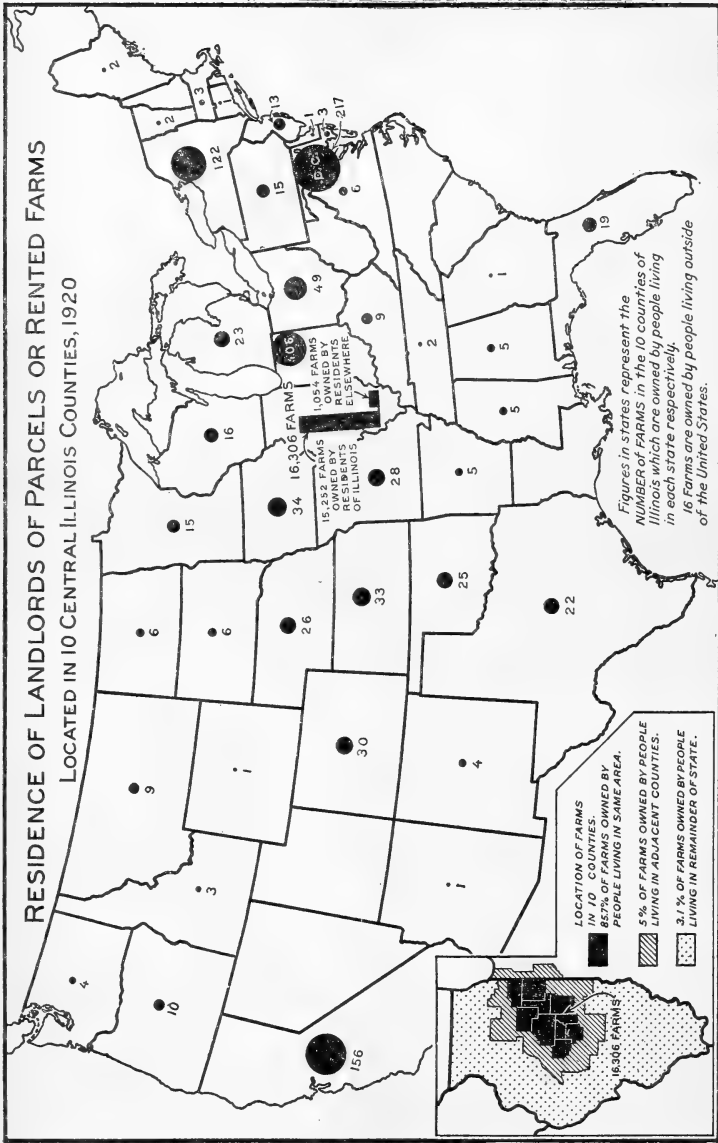 RESIDENCE OF LANDLORDS OF PARCELS OR RENTED FARMS
LOCATED IN 10 CENTRAL ILLINOIS COUNTIES, 1920
4
10
156
3
9
1
30
1
4
6
6
26
33
25
22
15
34
28
5
16
23
16,306 FARMS
15,252 FARMS
OWNED BY
RESIDENTS
OF ILLINOIS
1,054 FARMS
OWNED BY
RESIDENTS
ELSEWHERE
106
49
9
2
5
5
1
19
6
15
122
2
2
3
1
13
1
3
D.C.
217
Figures in states represent the
NUMBER OF FARMS in the 10 counties of
Illinois which are owned by people living
in each state respectively.
16 Farms are owned by people living outside
of the United States.
LOCATION OF FARMS
IN 10 COUNTIES.
85.7% OF FARMS OWNED BY
PEOPLE LIVING IN SAME AREA.
5% OF FARMS OWNED BY PEOPLE
LIVING IN ADJACENT COUNTIES.
3.1% OF FARMS OWNED BY PEOPLE
LIVING IN REMAINDER OF STATE.
16,306 FARMS